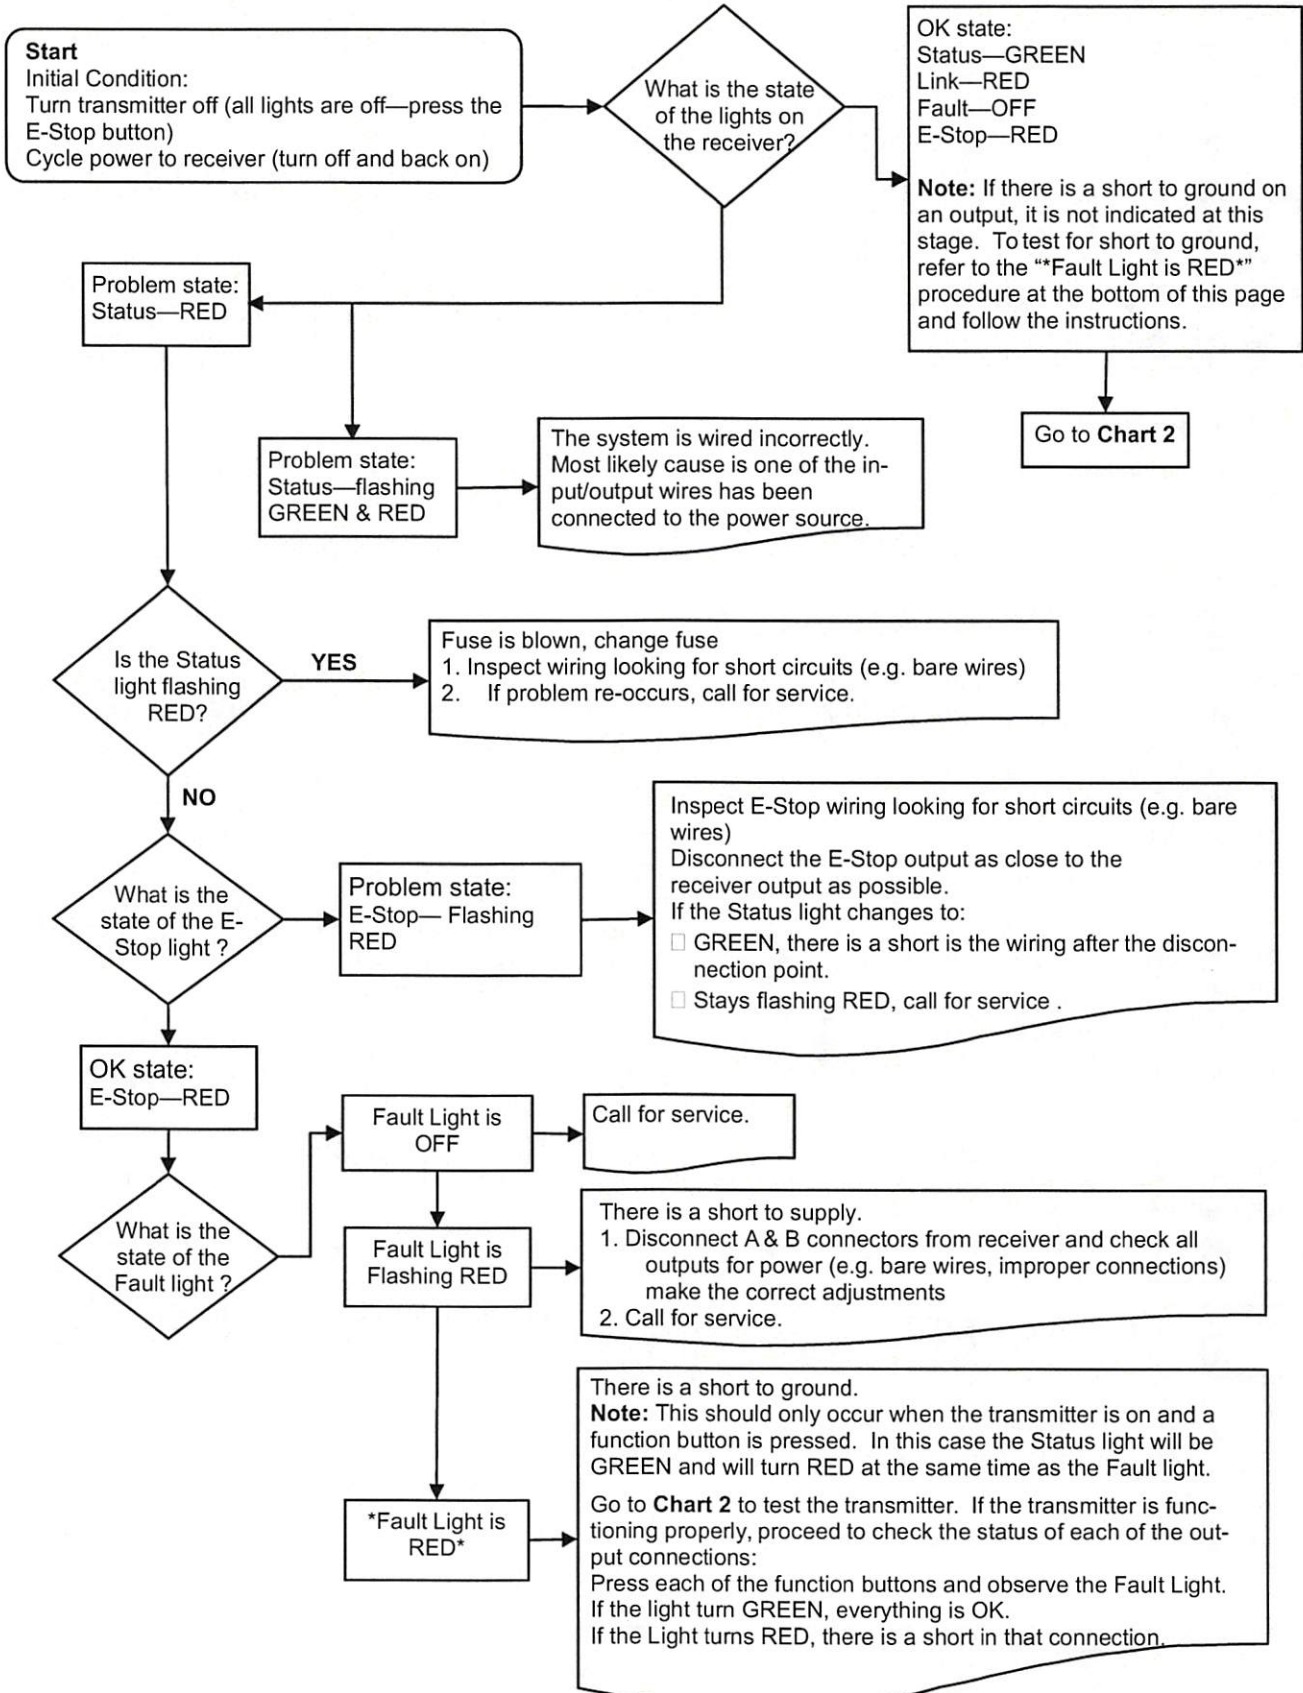 Start
Initial Condition:
Turn transmitter off (all lights are off—press the
E-Stop button)
Cycle power to receiver (turn off and back on)
What is the state
of the lights on
the receiver?
OK state:
Status—GREEN
Link—RED
Fault—OFF
E-Stop—RED
Note: If there is a short to ground on
an output, it is not indicated at this
stage. To test for short to ground,
refer to the “*Fault Light is RED*”
procedure at the bottom of this page
and follow the instructions.
Go to Chart 2
Problem state:
Status—RED
Problem state:
Status—flashing
GREEN & RED
The system is wired incorrectly.
Most likely cause is one of the in-
put/output wires has been
connected to the power source.
Is the Status
light flashing
RED?
YES
Fuse is blown, change fuse
1. Inspect wiring looking for short circuits (e.g. bare wires)
2. If problem re-occurs, call for service.
NO
What is the
state of the E-
Stop light ?
Problem state:
E-Stop— Flashing
RED
Inspect E-Stop wiring looking for short circuits (e.g. bare
wires)
Disconnect the E-Stop output as close to the
receiver output as possible.
If the Status light changes to:
□ GREEN, there is a short is the wiring after the discon-
nection point.
□ Stays flashing RED, call for service .
OK state:
E-Stop—RED
What is the
state of the
Fault light ?
Fault Light is
OFF
Call for service.
Fault Light is
Flashing RED
There is a short to supply.
1. Disconnect A & B connectors from receiver and check all
outputs for power (e.g. bare wires, improper connections)
make the correct adjustments
2. Call for service.
*Fault Light is
RED*
There is a short to ground.
Note: This should only occur when the transmitter is on and a
function button is pressed. In this case the Status light will be
GREEN and will turn RED at the same time as the Fault light.
Go to Chart 2 to test the transmitter. If the transmitter is func-
tioning properly, proceed to check the status of each of the out-
put connections:
Press each of the function buttons and observe the Fault Light.
If the light turn GREEN, everything is OK.
If the Light turns RED, there is a short in that connection.